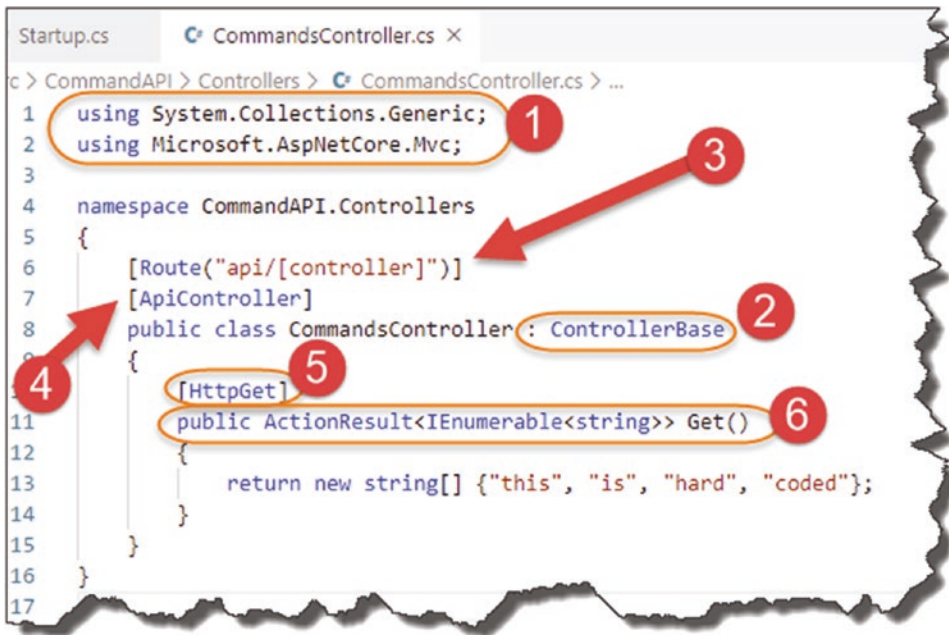 Startup.cs
C# CommandsController.cs ×
rc > CommandAPI > Controllers > C# CommandsController.cs > ...
1 using System.Collections.Generic;
1
2 using Microsoft.AspNetCore.Mvc;
3
3
4 namespace CommandAPI.Controllers
5 {
6 [Route("api/[controller]")]
7 [ApiController]
8 public class CommandsController : ControllerBase
2
9 {
4
5
[HttpGet]
11 public ActionResult<IEnumerable<string>> Get()
6
12 {
13 return new string[] {"this", "is", "hard", "coded"};
14 }
15 }
16 }
17